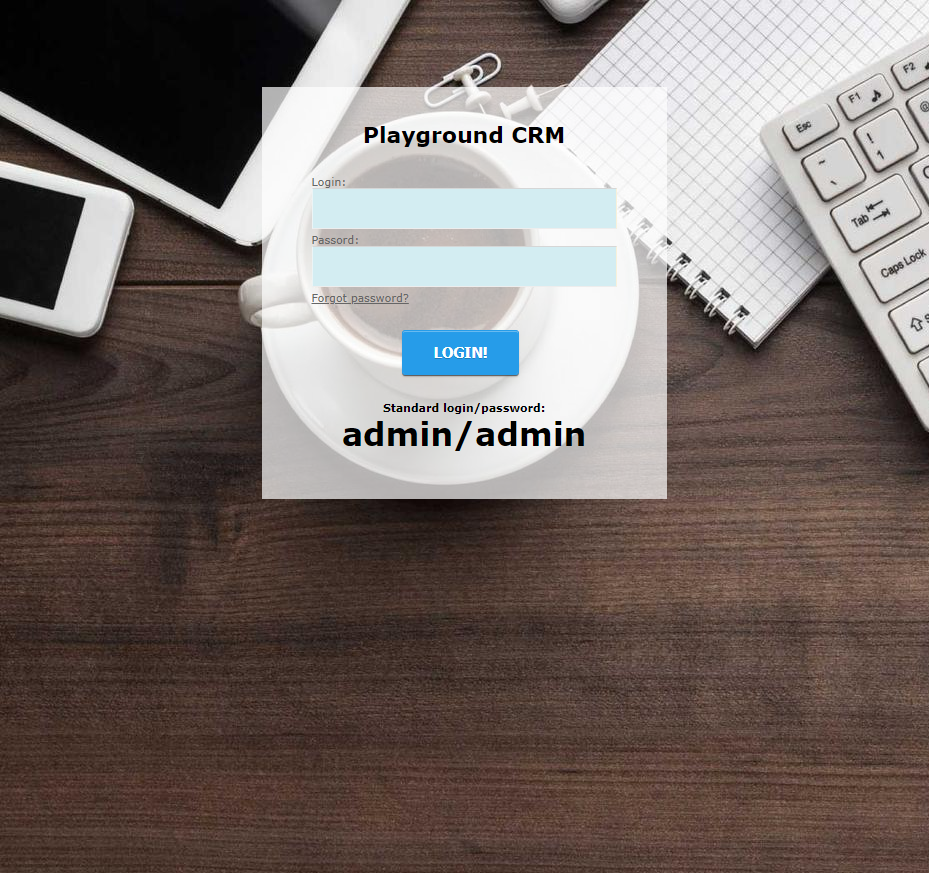 Playground CRM
Login:
Passord:
Forgot password?
LOGIN!
Standard login/password:
admin/admin
Esc
F1
F2
~
!
1
@
Tab
Caps Lock